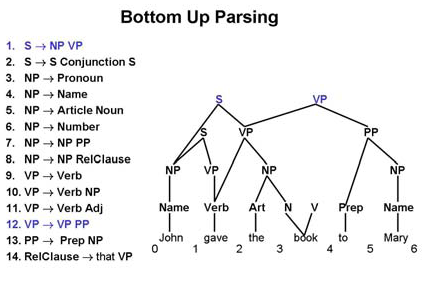 Bottom Up Parsing
1. S → NP VP
2. S → S Conjunction S
3. NP → Pronoun
4. NP → Name
5. NP → Article Noun
6. NP → Number
7. NP → NP PP
8. NP → NP RelClause
9. VP → Verb
10. VP → Verb NP
11. VP → Verb Adj
12. VP → VP PP
13. PP → Prep NP
14. RelClause → that VP
S VP
S VP PP
NP VP NP NP
Name Verb Art N V Prep Name
John gave the book to Mary
0 1 2 3 4 5 6